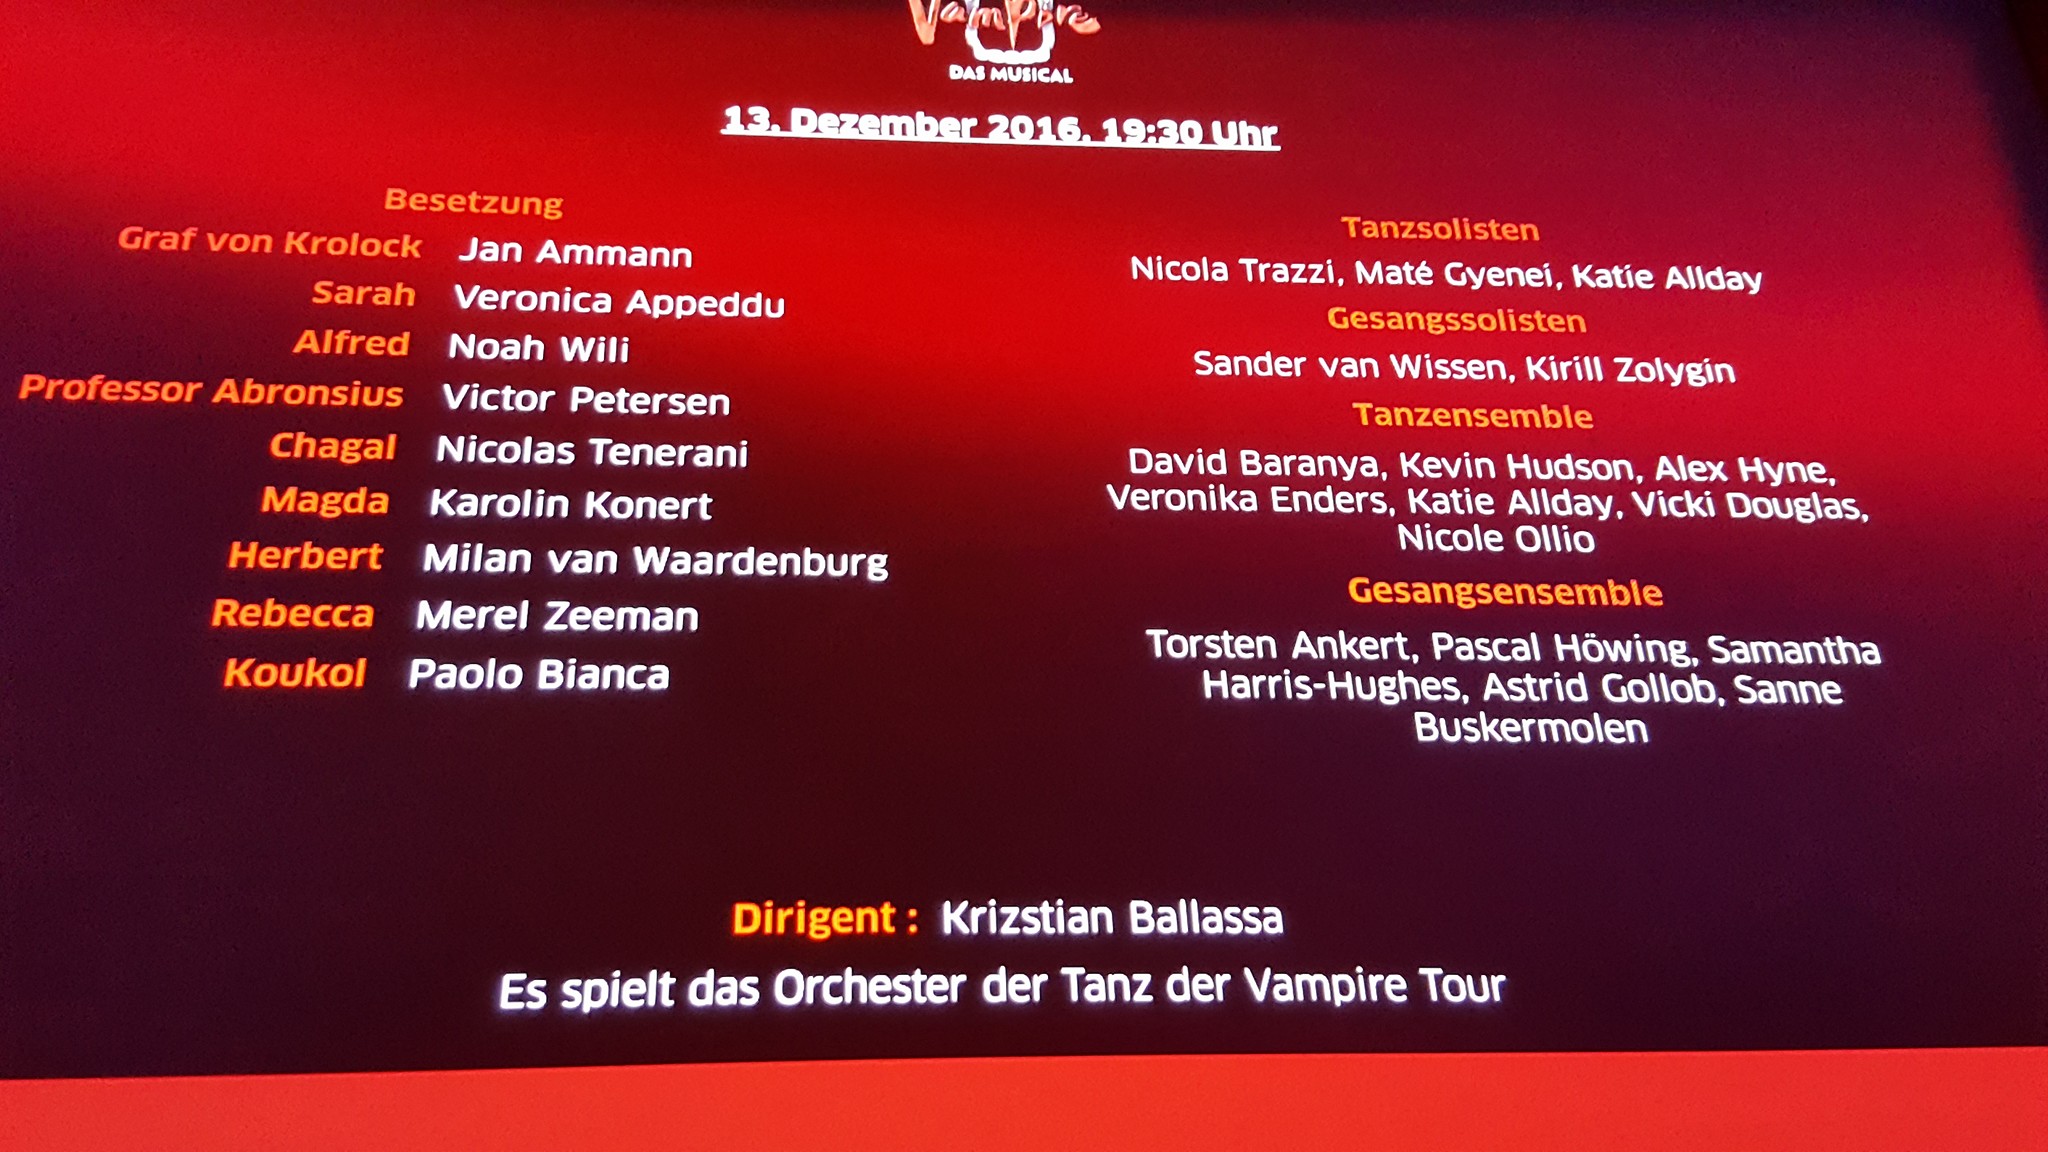 Vampire
DAS MUSICAL
13. Dezember 2016, 19:30 Uhr
Besetzung
Graf von Krolock Jan Ammann
Sarah Veronica Appeddu
Alfred Noah Wili
Professor Abronsius Victor Petersen
Chagal Nicolas Tenerani
Magda Karolin Konert
Herbert Milan van Waardenburg
Rebecca Merel Zeeman
Koukol Paolo Bianca
Tanzsolisten
Nicola Trazzi, Maté Gyenei, Katie Allday
Gesangssolisten
Sander van Wissen, Kirill Zolygin
Tanzensemble
David Baranya, Kevin Hudson, Alex Hyne,
Veronika Enders, Katie Allday, Vicki Douglas,
Nicole Ollio
Gesangsensemble
Torsten Ankert, Pascal Höwing, Samantha
Harris-Hughes, Astrid Gollob, Sanne
Buskermolen
Dirigent : Krizstian Ballassa
Es spielt das Orchester der Tanz der Vampire Tour